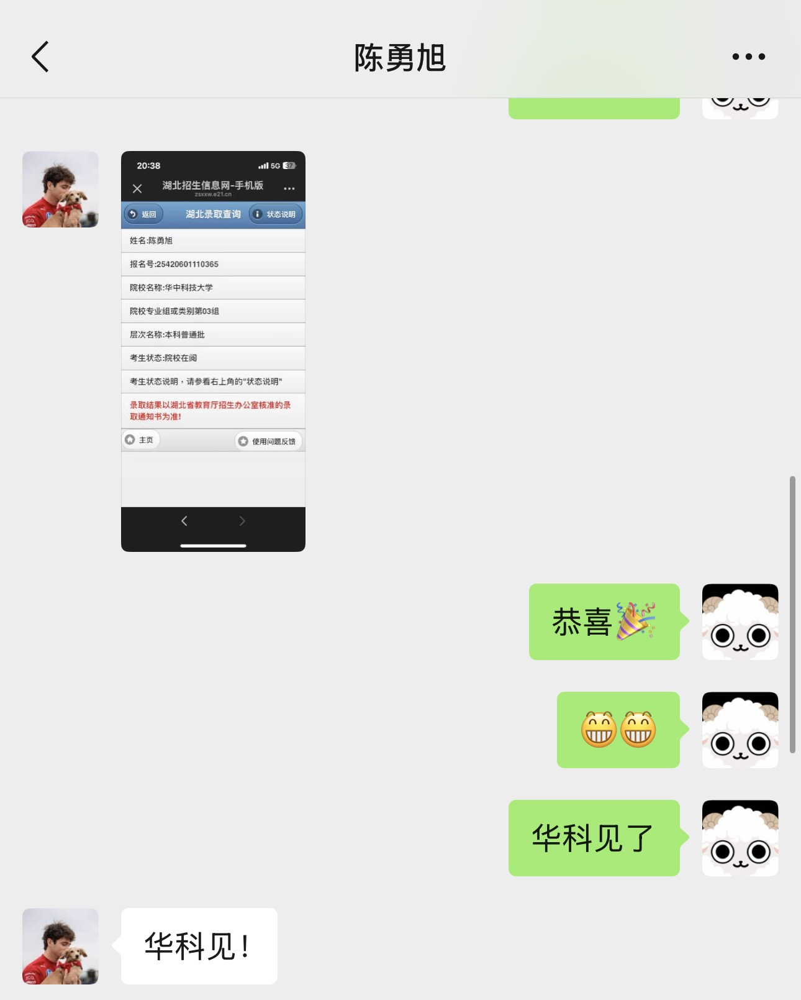 陈勇旭
20:38
5G 37
湖北招生信息网-手机版
zsxxw.e21.cn
返回 湖北录取查询 状态说明
姓名:陈勇旭
报名号:25420601110365
院校名称:华中科技大学
院校专业组或类别第03组
层次名称:本科普通批
考生状态:院校在阅
考生状态说明，请参看右上角的"状态说明"
录取结果以湖北省教育厅招生办公室核准的录
取通知书为准!
主页 使用问题反馈
恭喜🎉
😁😁
华科见了
华科见！